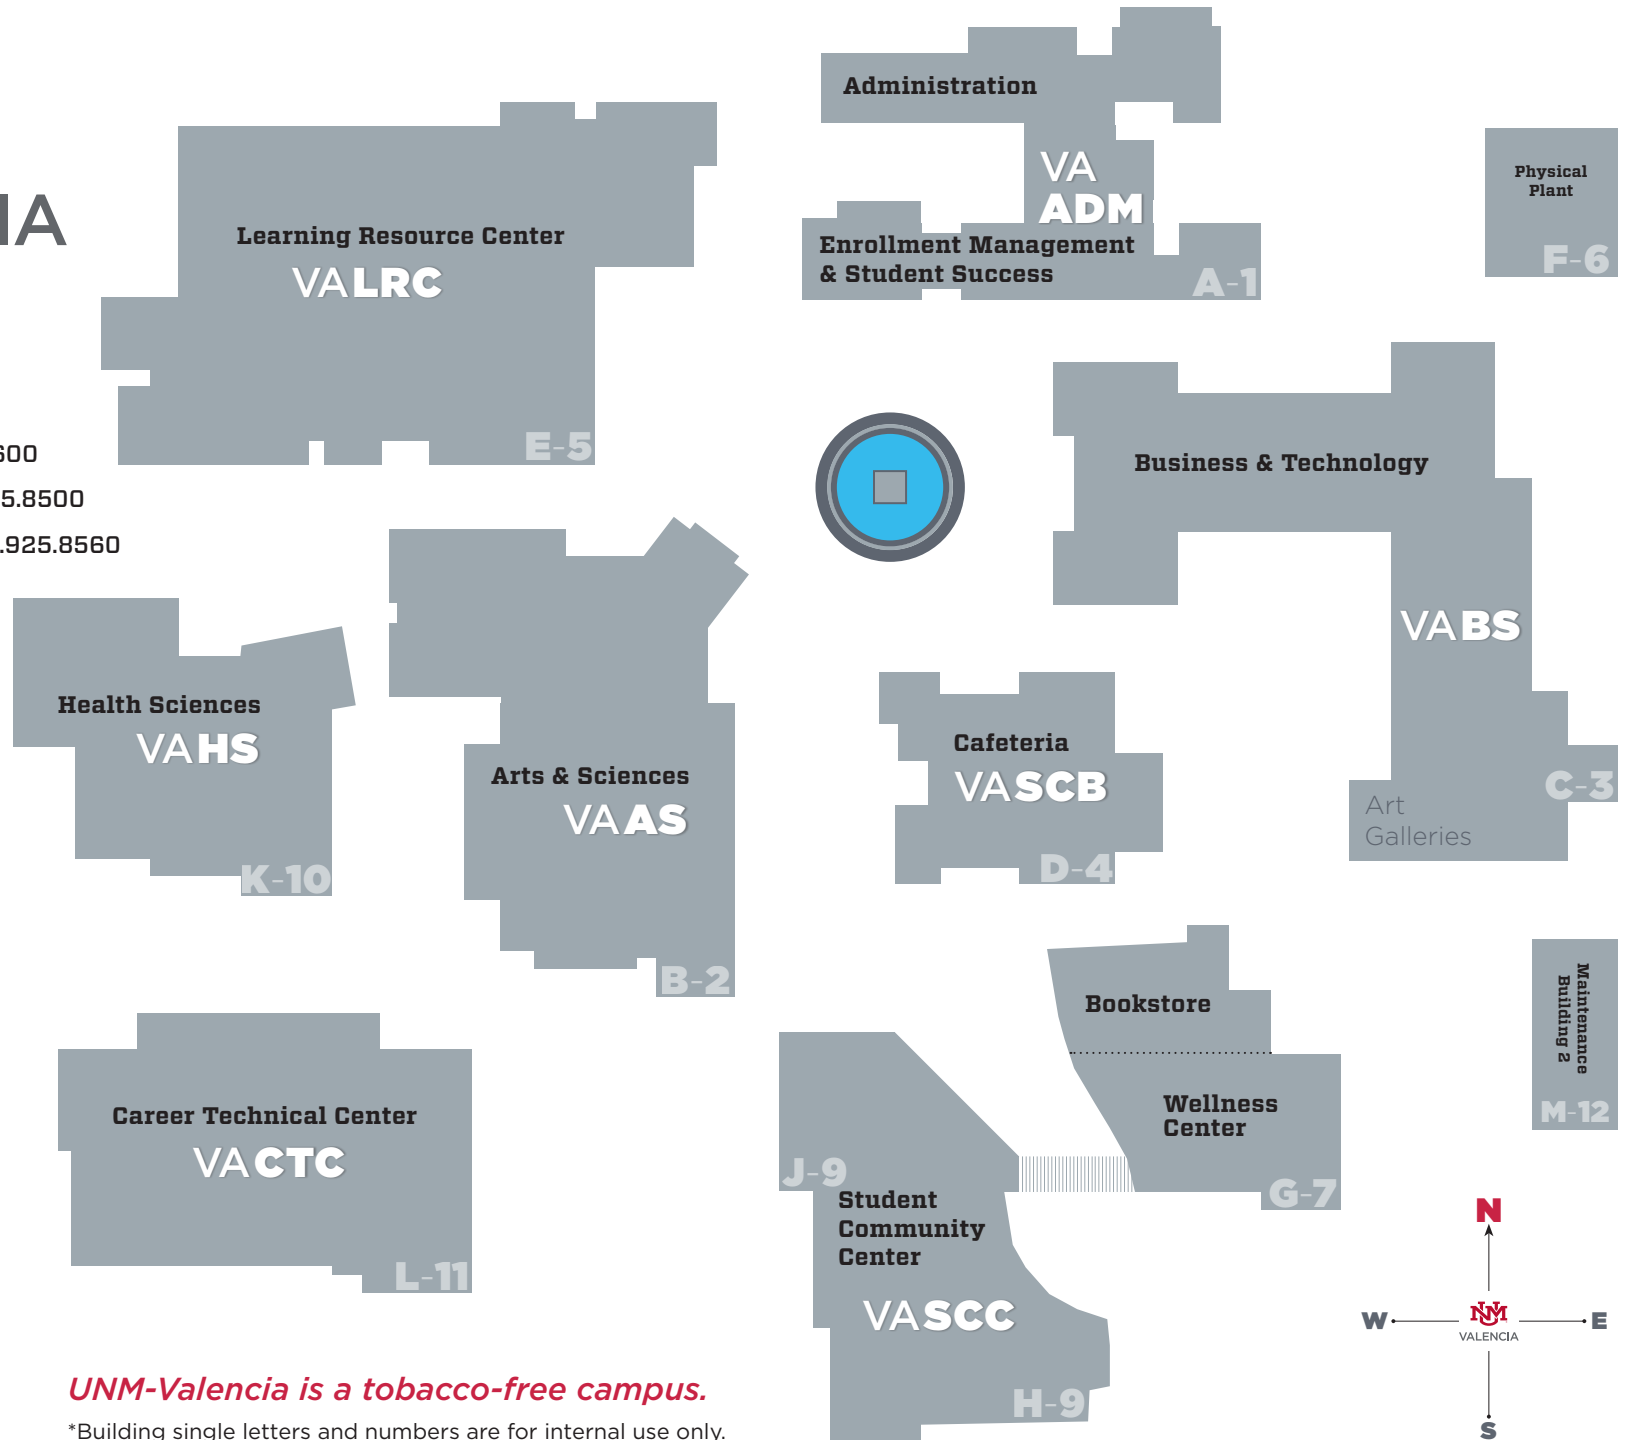 IA
600
5.8500
.925.8560
Administration
VA
ADM
Enrollment Management
& Student Success
A-1
Physical
Plant
F-6
Learning Resource Center
VALRC
E-5
Business & Technology
VABS
C-3
Art
Galleries
Health Sciences
VAHS
K-10
Arts & Sciences
VAAS
B-2
Cafeteria
VASCB
D-4
Bookstore
Wellness
Center
G-7
Maintenance
Building 2
M-12
Career Technical Center
VACTC
L-11
J-9
Student
Community
Center
VASCC
H-9
N
W
UNM
VALENCIA
E
S
UNM-Valencia is a tobacco-free campus.
*Building single letters and numbers are for internal use only.